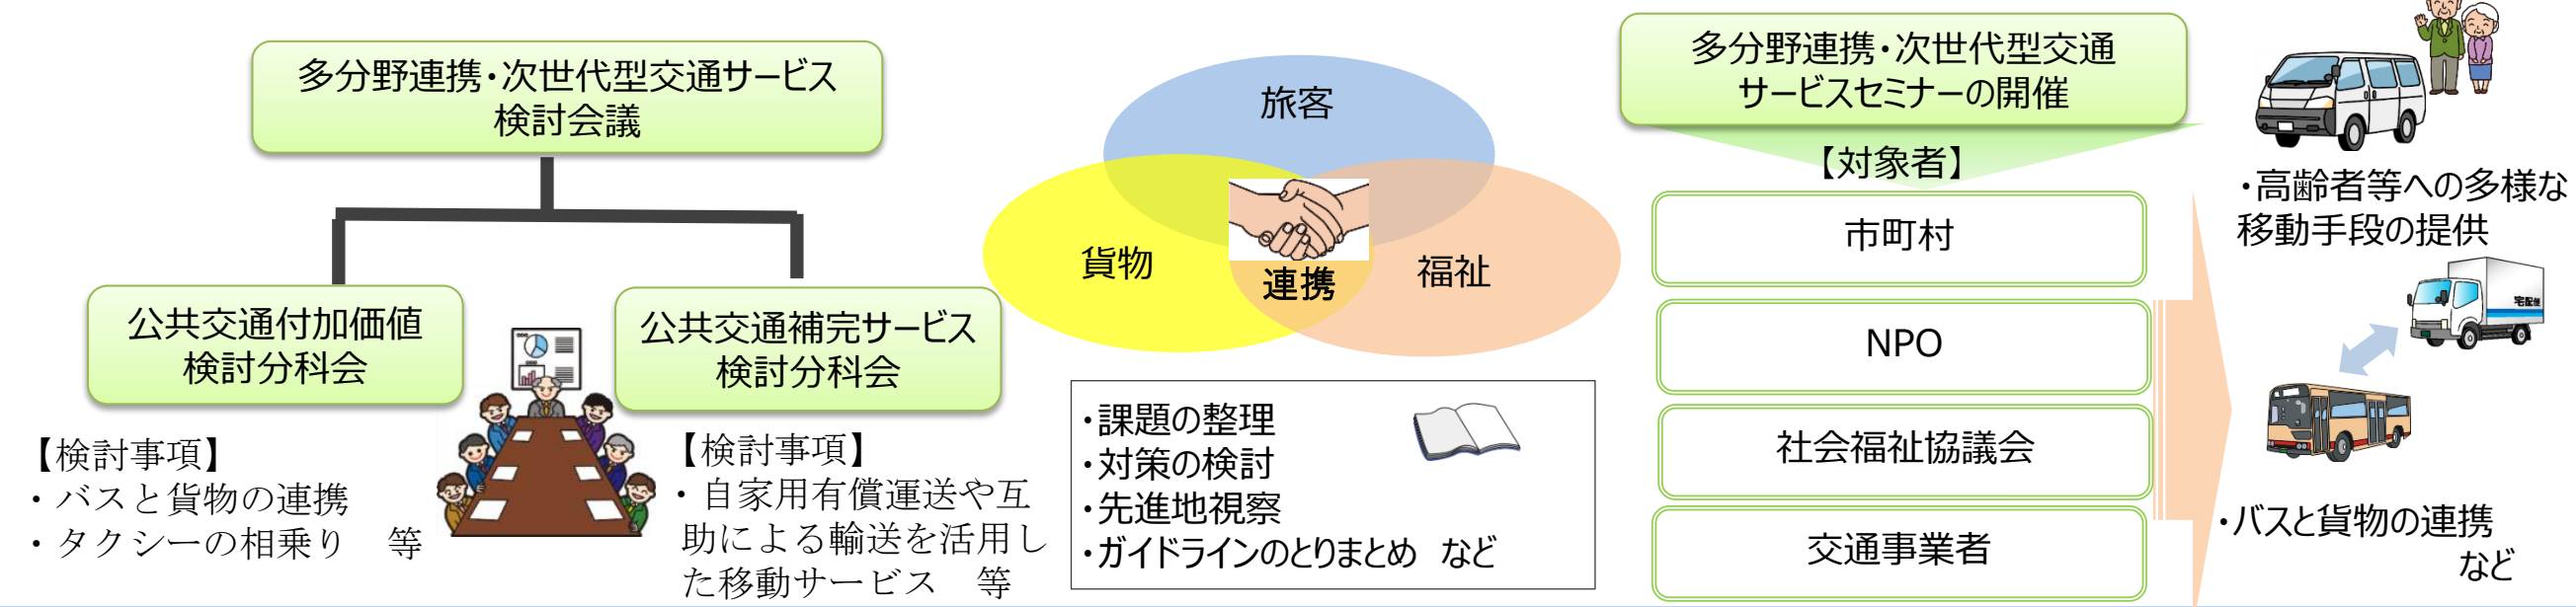 多分野連携・次世代型交通サービス
検討会議
公共交通付加価値
検討分科会
公共交通補完サービス
検討分科会
【検討事項】
・バスと貨物の連携
・タクシーの相乗り　等
【検討事項】
・自家用有償運送や互
助による輸送を活用し
た移動サービス　等
旅客
貨物
福祉
連携
・課題の整理
・対策の検討
・先進地視察
・ガイドラインのとりまとめ　など
多分野連携・次世代型交通
サービスセミナーの開催
【対象者】
市町村
NPO
社会福祉協議会
交通事業者
・高齢者等への多様な
移動手段の提供
宅配便
・バスと貨物の連携
など